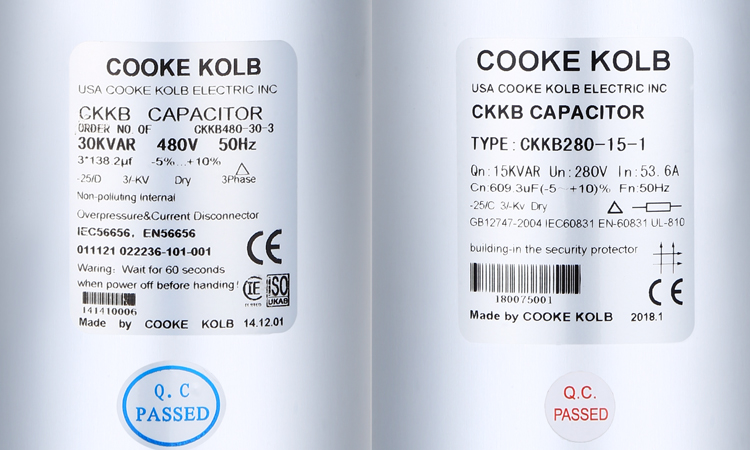 COOKE KOLB
USA COOKE KOLB ELECTRIC INC
CKKB CAPACITOR
ORDER NO OF CKKB480-30-3
30KVAR 480V 50Hz
3*138.2µf -5%...+10%
-25/D 3/-KV Dry 3Phase
Non-polluting internal
Overpressure&Current Disconnector
IEC56656. EN56656
011121 022236-101-001
CE
Waring: Wait for 60 seconds
when power off before handing!
IE ISO
UKAB
141410006
Made by COOKE KOLB 14.12.01
Q.C
PASSED
COOKE KOLB
USA COOKE KOLB ELECTRIC INC
CKKB CAPACITOR
TYPE: CKKB280-15-1
Qn:15KVAR Un:280V In:53.6A
Cn:609.3uF(-5 +10)% Fn:50Hz
-25/C 3/-Kv Dry
GB12747-2004 IEC60831 EN-60831 UL-810
building-in the security protector
180075001
CE
Made by COOKE KOLB 2018.1
Q.C.
PASSED